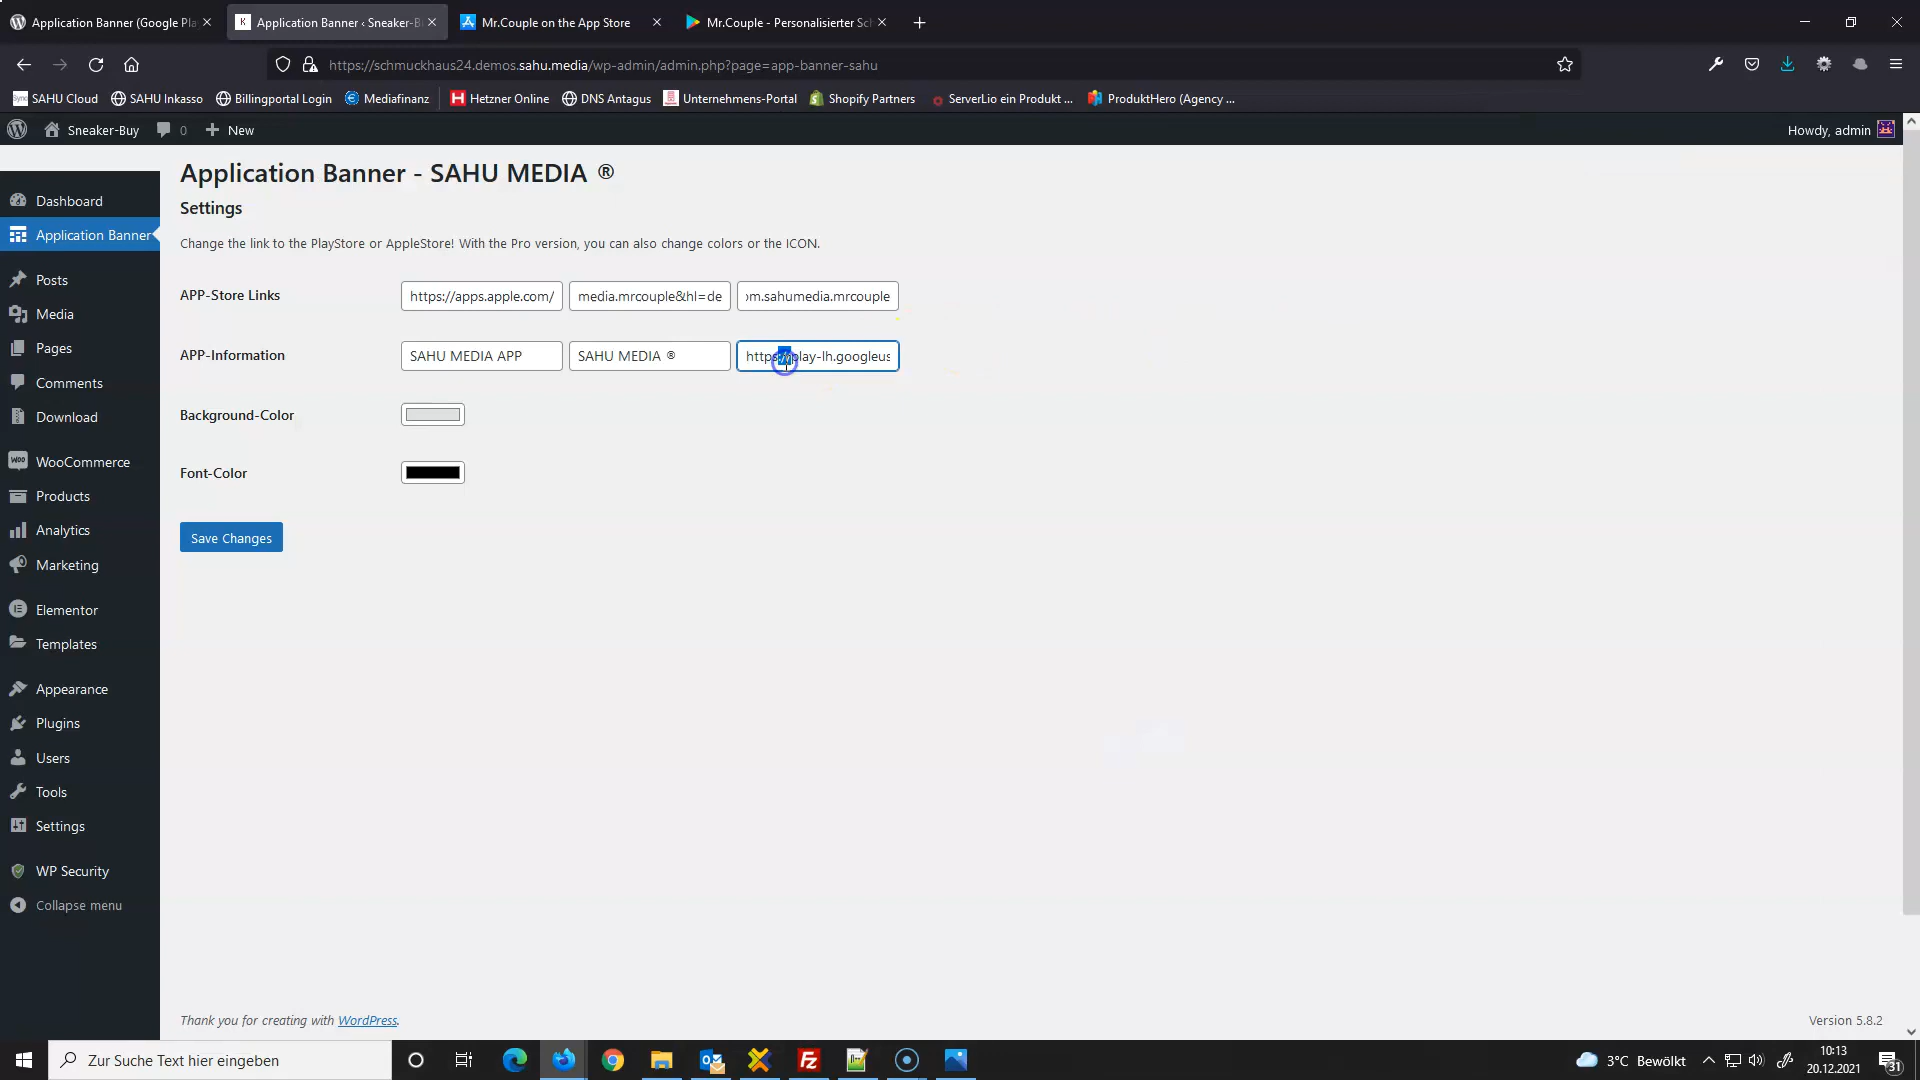 Application Banner (Google Pl
Application Banner ‹ Sneaker-B
Mr.Couple on the App Store
Mr.Couple - Personalisierter Sc
https://schmuckhaus24.demos.sahu.media/wp-admin/admin.php?page=app-banner-sahu
SAHU Cloud
SAHU Inkasso
Billingportal Login
Mediafinanz
Hetzner Online
DNS Antagus
Unternehmens-Portal
Shopify Partners
ServerLio ein Produkt ...
ProduktHero (Agency ...
Sneaker-Buy
0
New
Howdy, admin
Application Banner - SAHU MEDIA ®
Settings
Change the link to the PlayStore or AppleStore! With the Pro version, you can also change colors or the ICON.
APP-Store Links
https://apps.apple.com/
media.mrcouple&hl=de
om.sahumedia.mrcouple
APP-Information
SAHU MEDIA APP
SAHU MEDIA ®
https://play-lh.googleus
Background-Color
Font-Color
Save Changes
Dashboard
Application Banner
Posts
Media
Pages
Comments
Download
WooCommerce
Products
Analytics
Marketing
Elementor
Templates
Appearance
Plugins
Users
Tools
Settings
WP Security
Collapse menu
Thank you for creating with WordPress.
Version 5.8.2
Zur Suche Text hier eingeben
3°C Bewölkt
10:13
20.12.2021
31